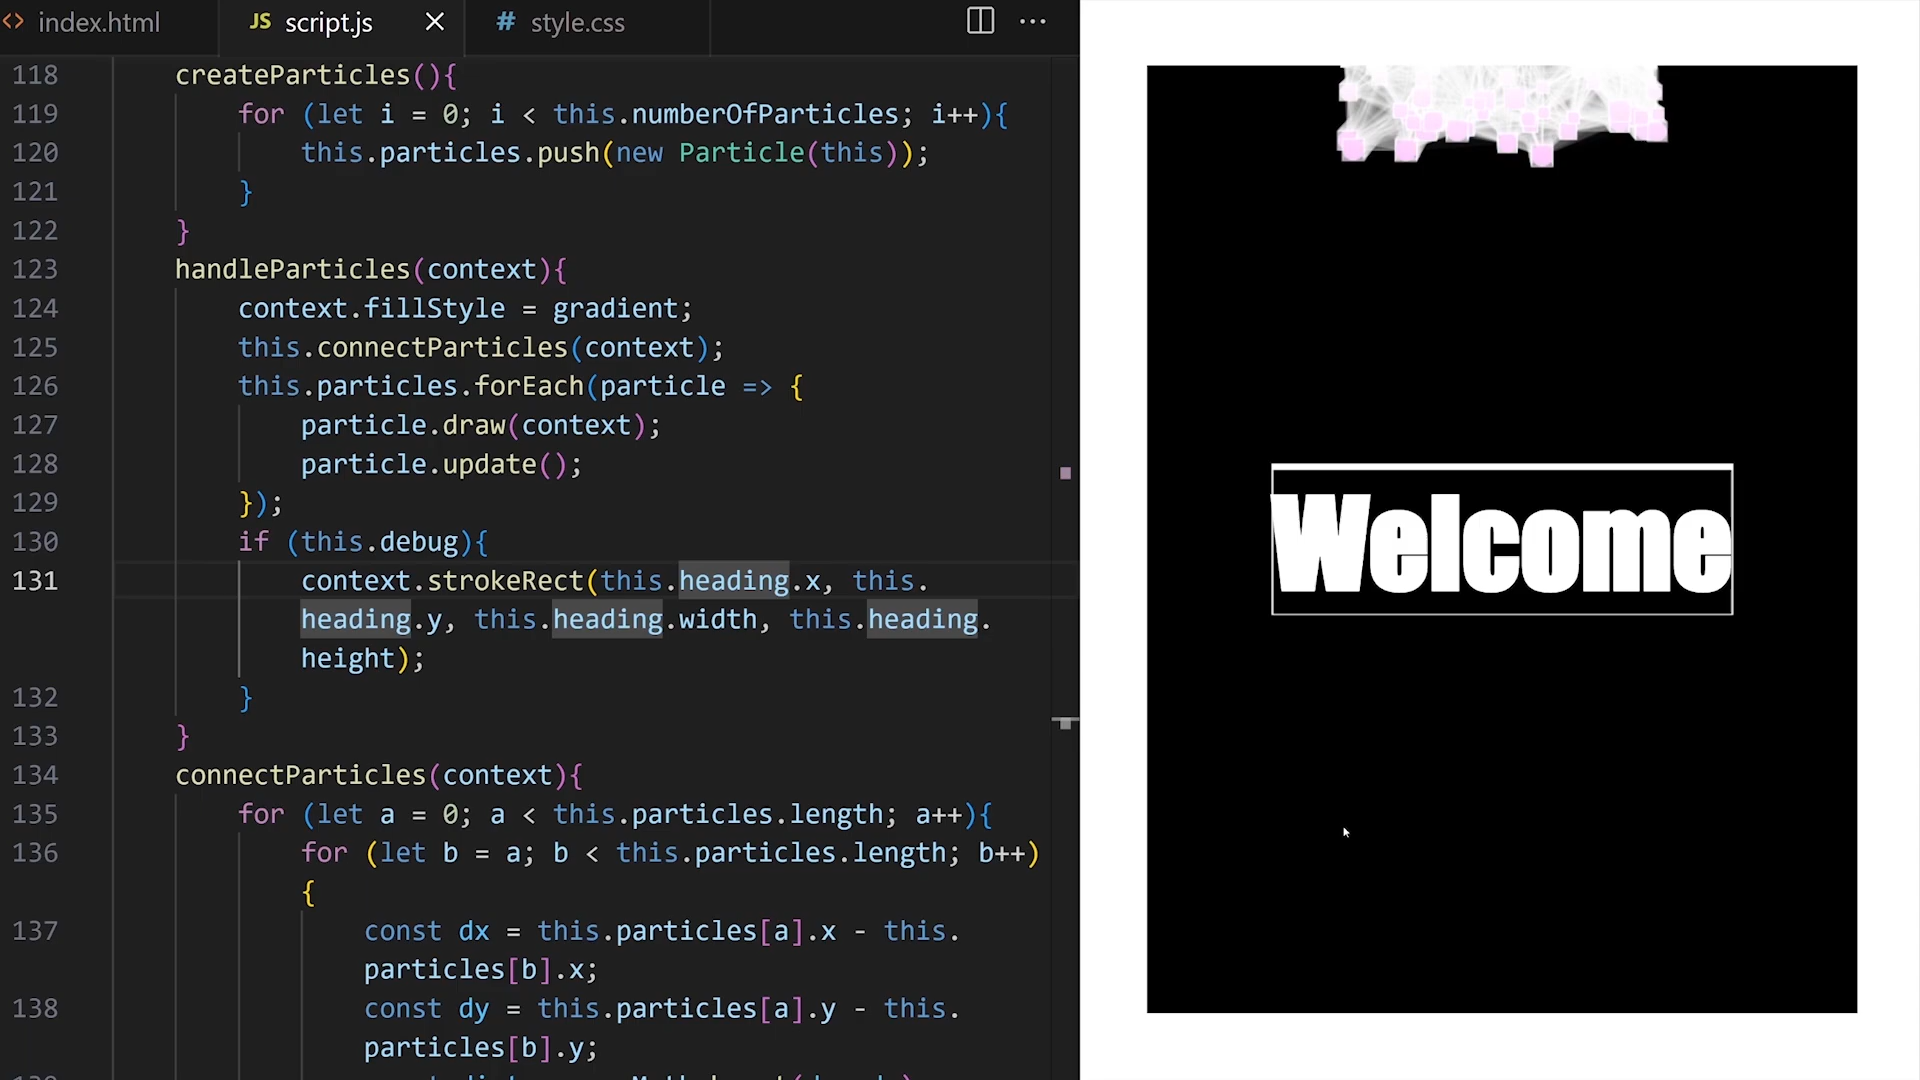 index.html
JS script.js
# style.css
118 createParticles(){
119 for (let i = 0; i < this.numberOfParticles; i++){
120 this.particles.push(new Particle(this));
121 }
122 }
123 handleParticles(context){
124 context.fillStyle = gradient;
125 this.connectParticles(context);
126 this.particles.forEach(particle => {
127 particle.draw(context);
128 particle.update();
129 });
130 if (this.debug){
131 context.strokeRect(this.heading.x, this.
heading.y, this.heading.width, this.heading.
height);
132 }
133 }
134 connectParticles(context){
135 for (let a = 0; a < this.particles.length; a++){
136 for (let b = a; b < this.particles.length; b++)
{
137 const dx = this.particles[a].x - this.
particles[b].x;
138 const dy = this.particles[a].y - this.
particles[b].y;
Welcome